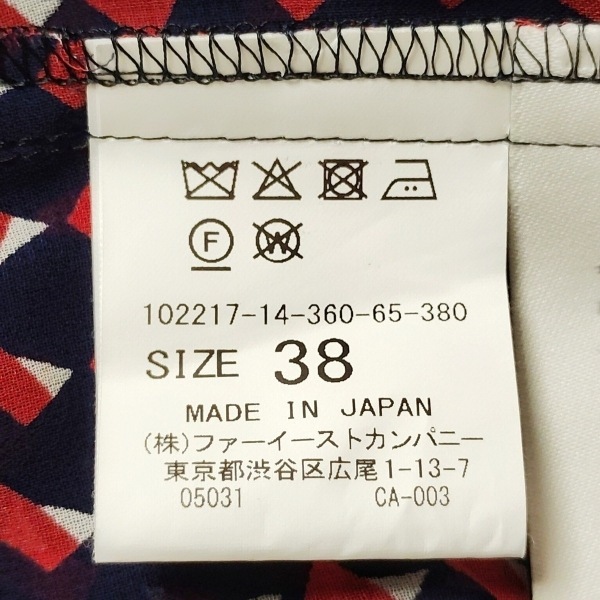 F W
102217-14-360-65-380
SIZE 38
MADE IN JAPAN
(株)ファーイーストカンパニー
東京都渋谷区広尾1-13-7
05031 CA-003